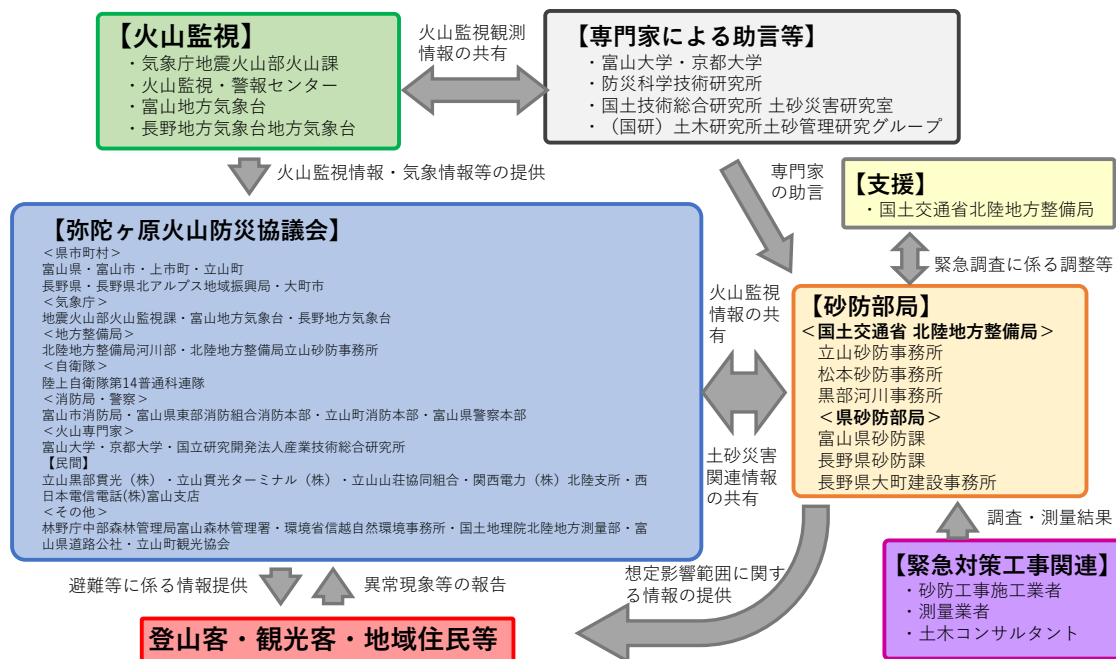 【火山監視】
・気象庁地震火山部火山課
・火山監視・警報センター
・富山地方気象台
・長野地方気象台地方気象台
火山監視観測
情報の共有
【専門家による助言等】
・富山大学・京都大学
・防災科学技術研究所
・国土技術総合研究所 土砂災害研究室
・（国研）土木研究所土砂管理研究グループ
火山監視情報・気象情報等の提供
専門家
の助言
【支援】
・国土交通省北陸地方整備局
緊急調査に係る調整等
【弥陀ヶ原火山防災協議会】
＜県市町村＞
富山県・富山市・上市町・立山町
長野県・長野県北アルプス地域振興局・大町市
＜気象庁＞
地震火山部火山監視課・富山地方気象台・長野地方気象台
＜地方整備局＞
北陸地方整備局河川部・北陸地方整備局立山砂防事務所
＜自衛隊＞
陸上自衛隊第14普通科連隊
＜消防局・警察＞
富山市消防局・富山県東部消防組合消防本部・立山町消防本部・富山県警察本部
＜火山専門家＞
富山大学・京都大学・国立研究開発法人産業技術総合研究所
【民間】
立山黒部貫光（株）・立山貫光ターミナル（株）・立山山荘協同組合・関西電力（株）北陸支所・西
日本電信電話(株)富山支店
＜その他＞
林野庁中部森林管理局富山森林管理署・環境省信越自然環境事務所・国土地理院北陸地方測量部・富
山県道路公社・立山町観光協会
火山監視
情報の共
有
土砂災害
関連情報
の共有
【砂防部局】
＜国土交通省 北陸地方整備局＞
立山砂防事務所
松本砂防事務所
黒部河川事務所
＜県砂防部局＞
富山県砂防課
長野県砂防課
長野県大町建設事務所
調査・測量結果
【緊急対策工事関連】
・砂防工事施工業者
・測量業者
・土木コンサルタント
避難等に係る情報提供
異常現象等の報告
想定影響範囲に関す
る情報の提供
登山客・観光客・地域住民等